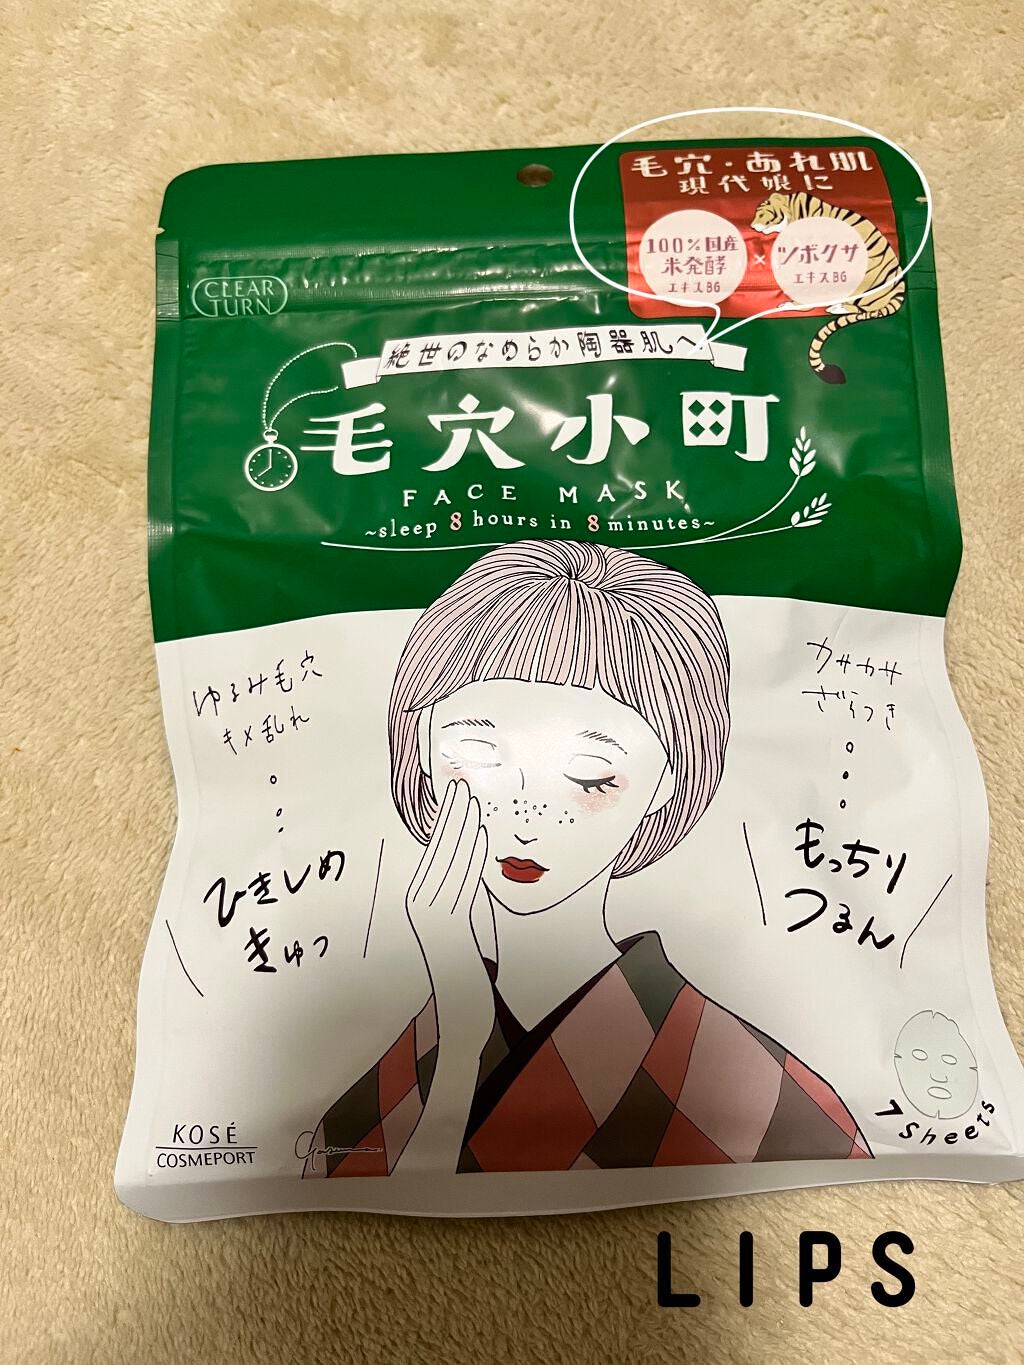 毛穴・あれ肌
現代娘に
100%国産
米発酵
エキスBG
×
ツボクサ
エキスBG
(CICA)
CLEAR
TURN
絶世のなめらか陶器肌へ
毛穴小町
FACE MASK
~sleep 8 hours in 8 minutes~
ゆるみ毛穴
キメ乱れ
ひきしめ
きゅっ
カサカサ
ざらつき
もっちり
つるん
7 Sheets
KOSÉ
COSMEPORT
LIPS